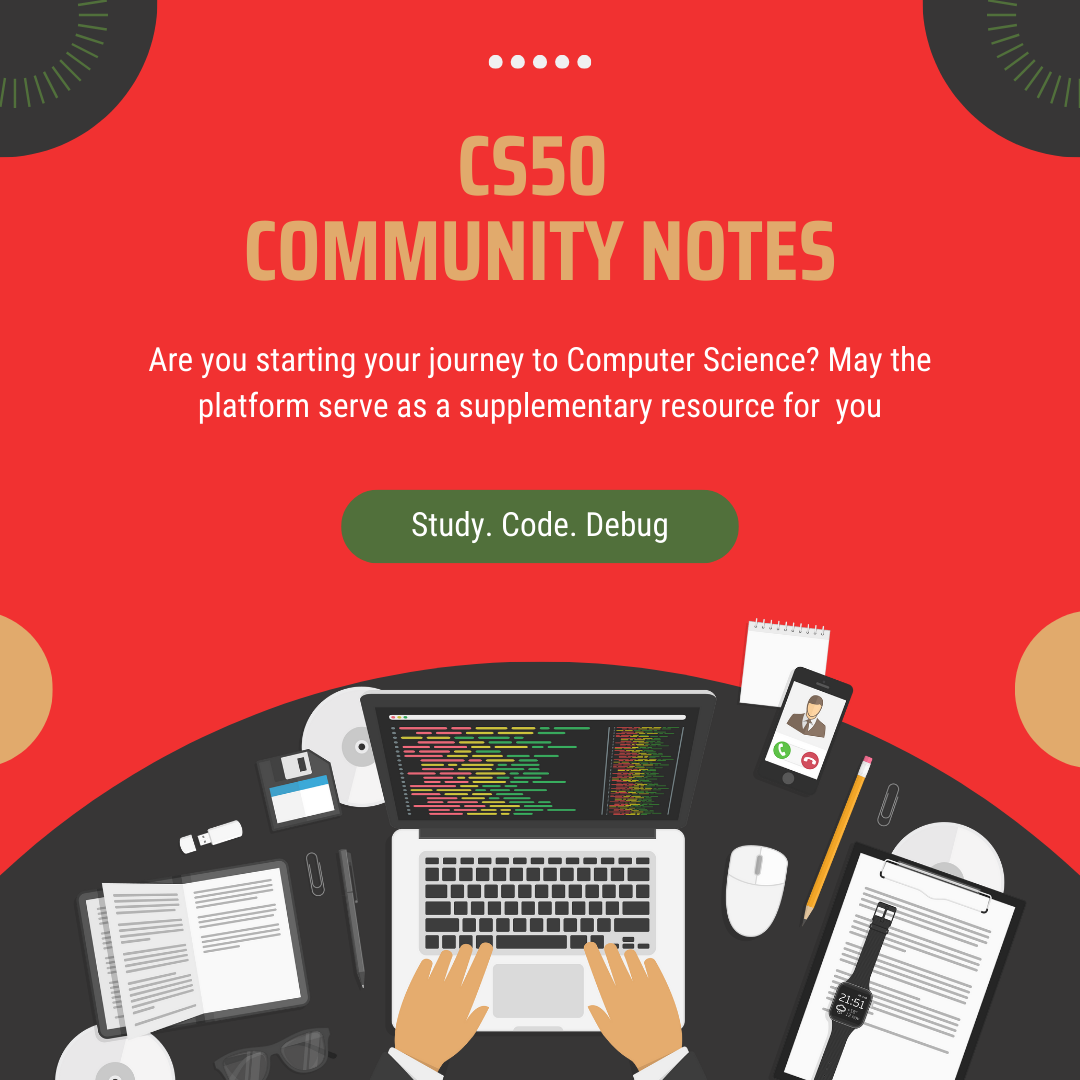 CS50
COMMUNITY NOTES
Are you starting your journey to Computer Science? May the
platform serve as a supplementary resource for  you
Study. Code. Debug
21:51